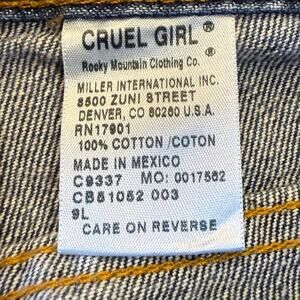 CRUEL GIRL®
Rocky Mountain Clothing Co.®
MILLER INTERNATIONAL INC.
8500 ZUNI STREET
DENVER, CO 80260 U.S.A.
RN17901
100% COTTON /COTON
MADE IN MEXICO
C9337 MO: 0017562
CB51052 003
9L
CARE ON REVERSE